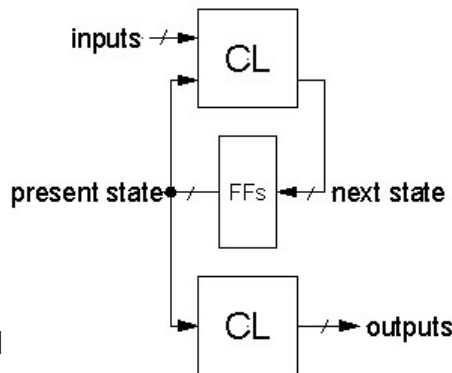 inputs
CL
present state
FFs
next state
CL
outputs